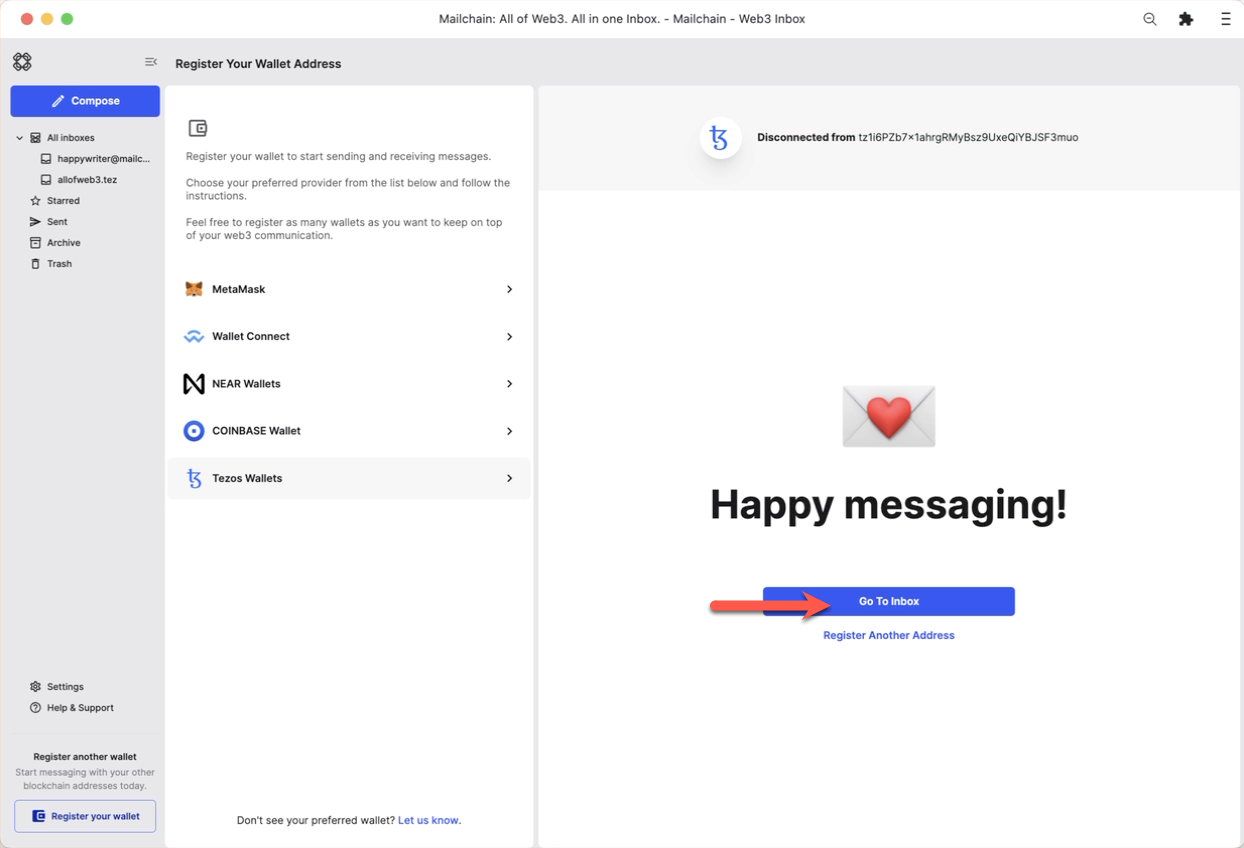 Mailchain: All of Web3. All in one Inbox. - Mailchain - Web3 Inbox
Register Your Wallet Address
Compose
All inboxes
happywriter@mailc...
allofweb3.tez
Starred
Sent
Archive
Trash
Settings
Help & Support
Register another wallet
Start messaging with your other
blockchain addresses today.
Register your wallet
Register your wallet to start sending and receiving messages.
Choose your preferred provider from the list below and follow the
instructions.
Feel free to register as many wallets as you want to keep on top
of your web3 communication.
MetaMask
Wallet Connect
NEAR Wallets
COINBASE Wallet
Tezos Wallets
Don't see your preferred wallet? Let us know.
Disconnected from tz1i6PZb7x1ahrgRMyBsz9UxeQiYBJSF3muo
Happy messaging!
Go To Inbox
Register Another Address